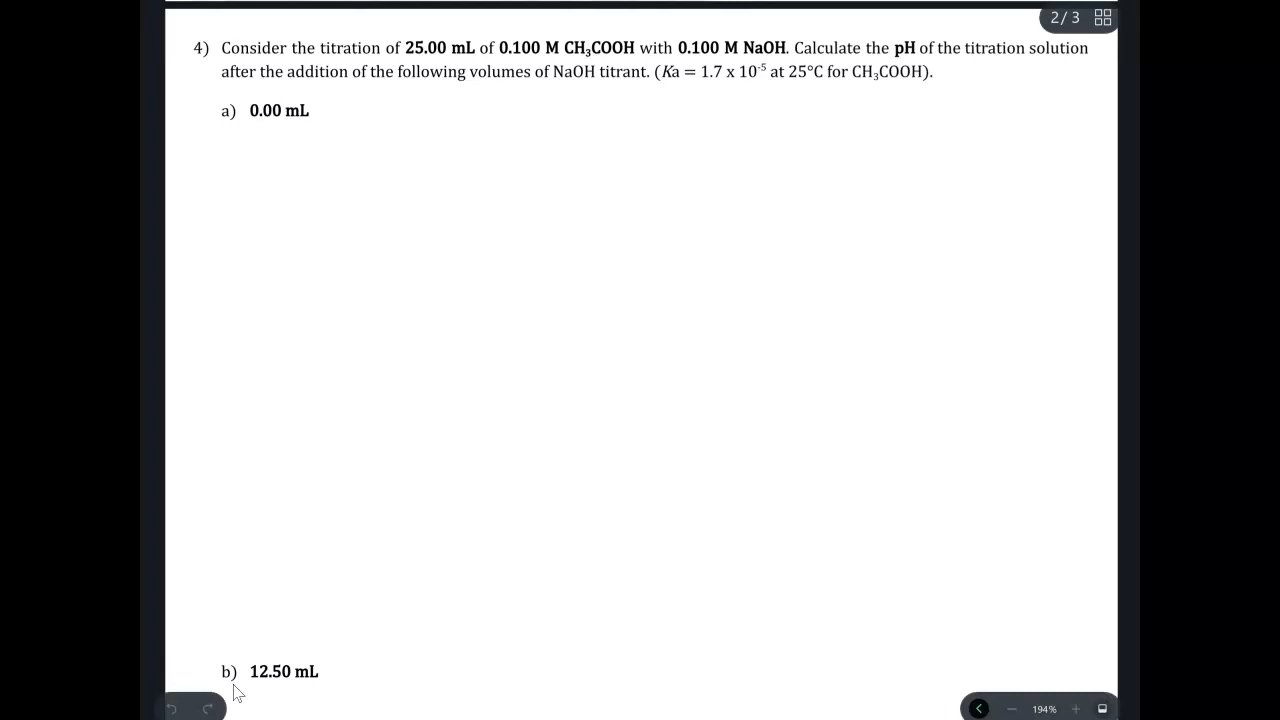 2/3
4) Consider the titration of 25.00 mL of 0.100 M CH₃COOH with 0.100 M NaOH. Calculate the pH of the titration solution
after the addition of the following volumes of NaOH titrant. (Ka = 1.7 x 10⁻⁵ at 25°C for CH₃COOH).
a) 0.00 mL
b) 12.50 mL
194%